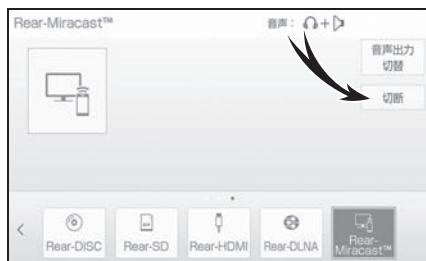 Rear-Miracast™
音声：
音声出力
切替
切断
Rear-DISC
Rear-SD
Rear-HDMI
Rear-DLNA
Rear-
Miracast™